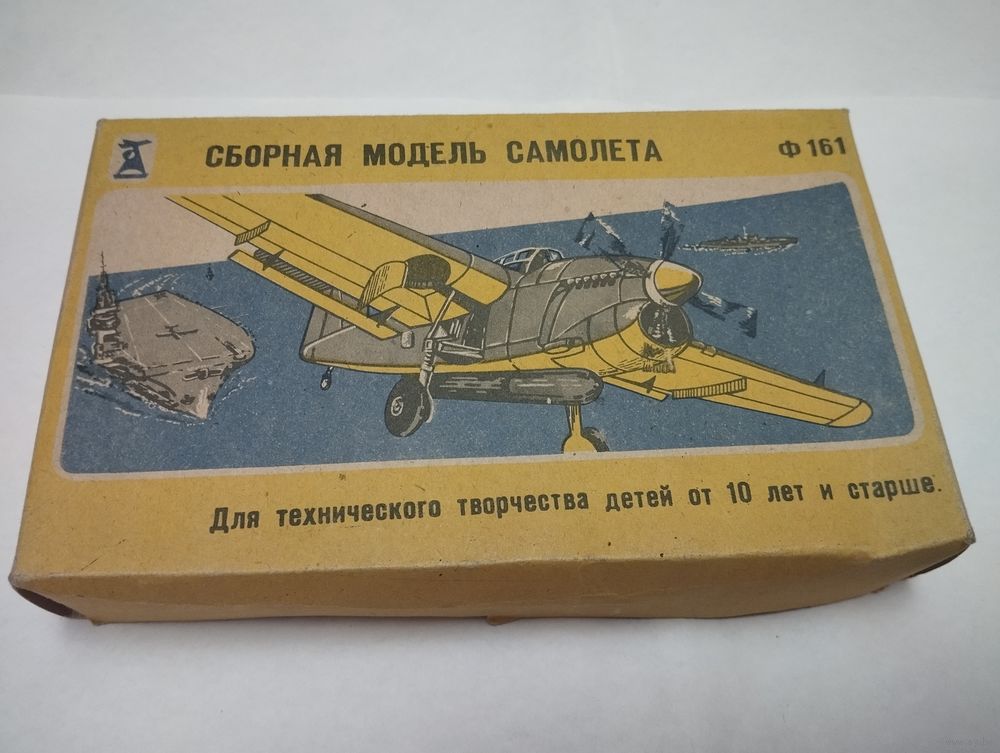 СБОРНАЯ МОДЕЛЬ САМОЛЕТА
Ф 161
Для технического творчества детей от 10 лет и старше.